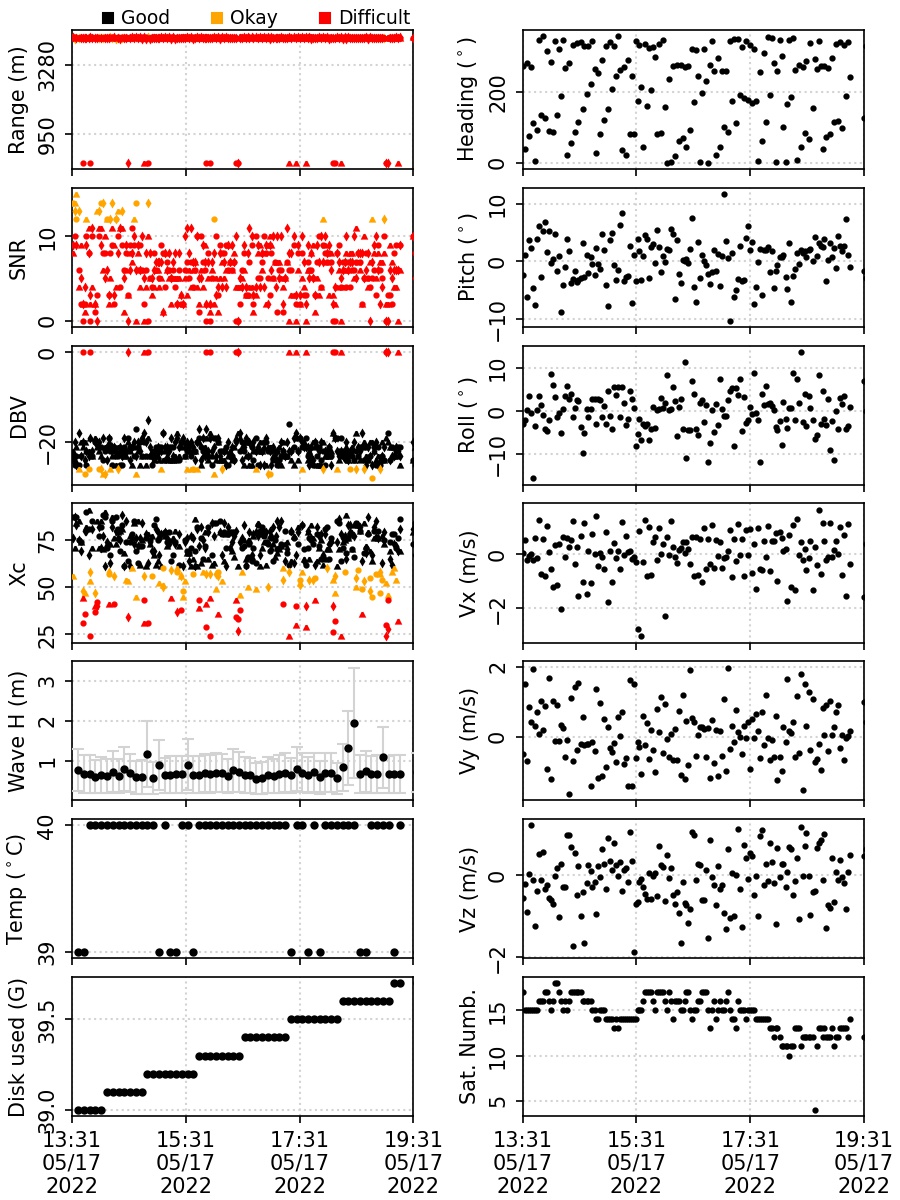 Good Okay Difficult
Range (m)
3280
950
Heading (°)
200
0
SNR
10
0
Pitch (°)
10
0
−10
DBV
0
−20
Roll (°)
10
0
−10
Xc
75
50
25
Vx (m/s)
0
−2
Wave H (m)
3
2
1
Vy (m/s)
2
0
Temp (°C)
40
39
Vz (m/s)
0
−2
Disk used (G)
39.5
39.0
Sat. Numb.
15
10
5
13:31 15:31 17:31 19:31
05/17 05/17 05/17 05/17
2022 2022 2022 2022
13:31 15:31 17:31 19:31
05/17 05/17 05/17 05/17
2022 2022 2022 2022